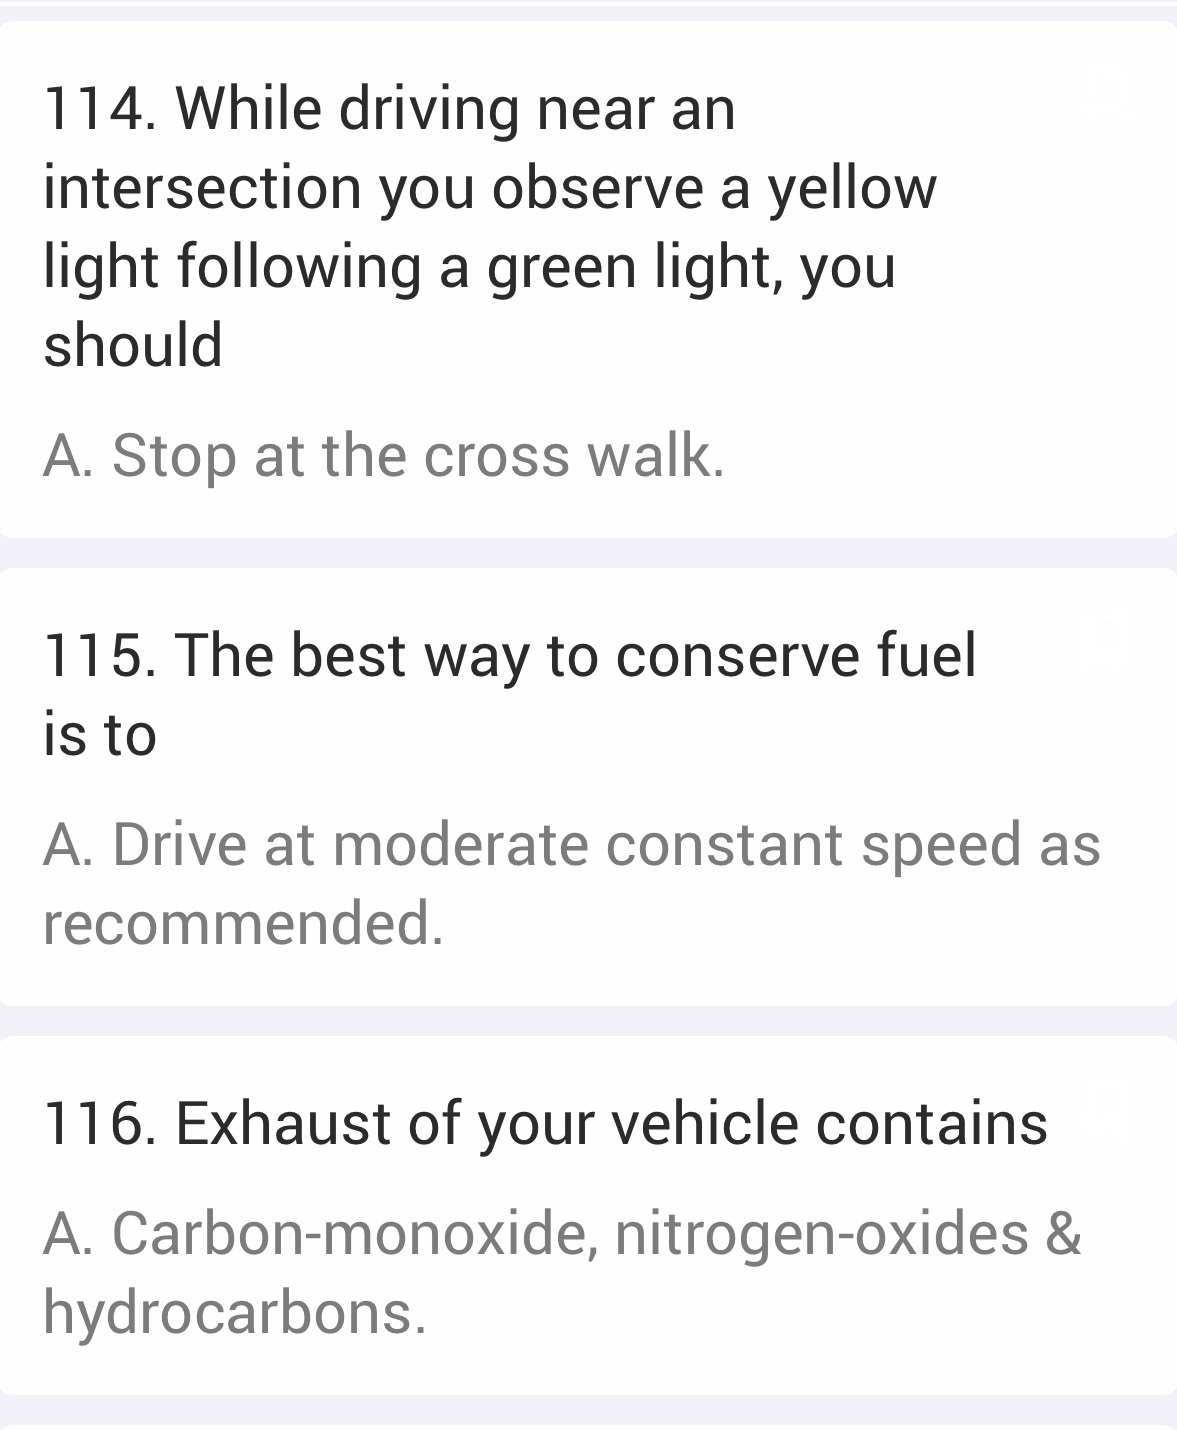 114. While driving near an
intersection you observe a yellow
light following a green light, you
should
A. Stop at the cross walk.
115. The best way to conserve fuel
is to
A. Drive at moderate constant speed as
recommended.
116. Exhaust of your vehicle contains
A. Carbon-monoxide, nitrogen-oxides &
hydrocarbons.